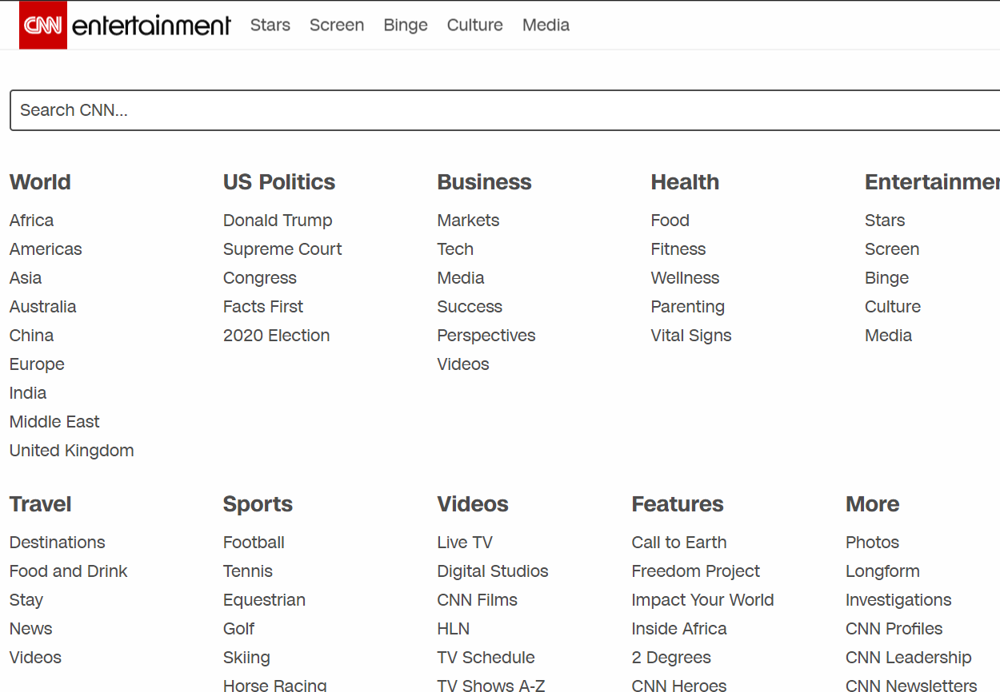 CNN entertainment Stars Screen Binge Culture Media
Search CNN...
World
Africa
Americas
Asia
Australia
China
Europe
India
Middle East
United Kingdom
US Politics
Donald Trump
Supreme Court
Congress
Facts First
2020 Election
Business
Markets
Tech
Media
Success
Perspectives
Videos
Health
Food
Fitness
Wellness
Parenting
Vital Signs
Entertainmen
Stars
Screen
Binge
Culture
Media
Travel
Destinations
Food and Drink
Stay
News
Videos
Sports
Football
Tennis
Equestrian
Golf
Skiing
Horse Racing
Videos
Live TV
Digital Studios
CNN Films
HLN
TV Schedule
TV Shows A-Z
Features
Call to Earth
Freedom Project
Impact Your World
Inside Africa
2 Degrees
CNN Heroes
More
Photos
Longform
Investigations
CNN Profiles
CNN Leadership
CNN Newsletters